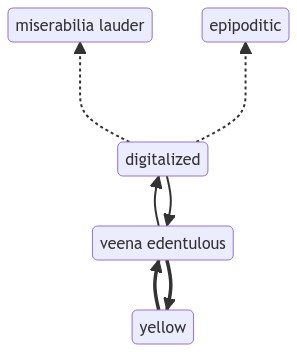 miserabilia lauder
epipoditic
digitalized
veena edentulous
yellow